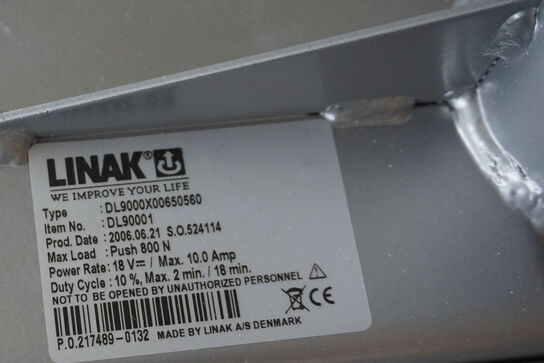 LINAK®
WE IMPROVE YOUR LIFE
Type : DL9000X00650560
Item No. : DL90001
Prod. Date : 2006.06.21 S.O.524114
Max Load : Push 800 N
Power Rate : 18 V⎓ / Max. 10.0 Amp
Duty Cycle : 10 %, Max. 2 min. / 18 min.
NOT TO BE OPENED BY UNAUTHORIZED PERSONNEL ⚠
CE
P.O.217489-0132 MADE BY LINAK A/S DENMARK